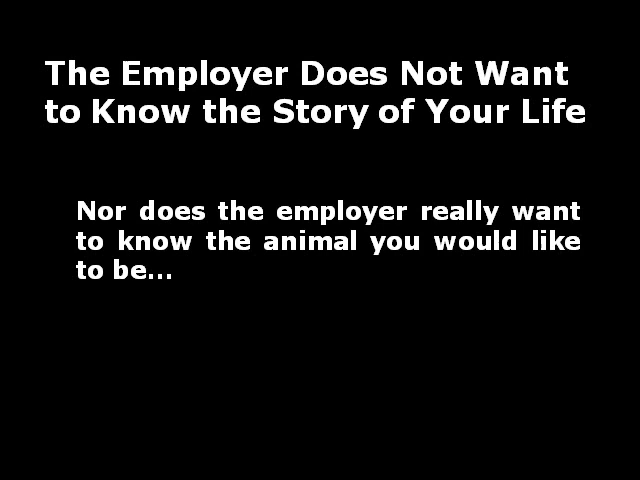 The Employer Does Not Want
to Know the Story of Your Life
Nor does the employer really want
to know the animal you would like
to be...